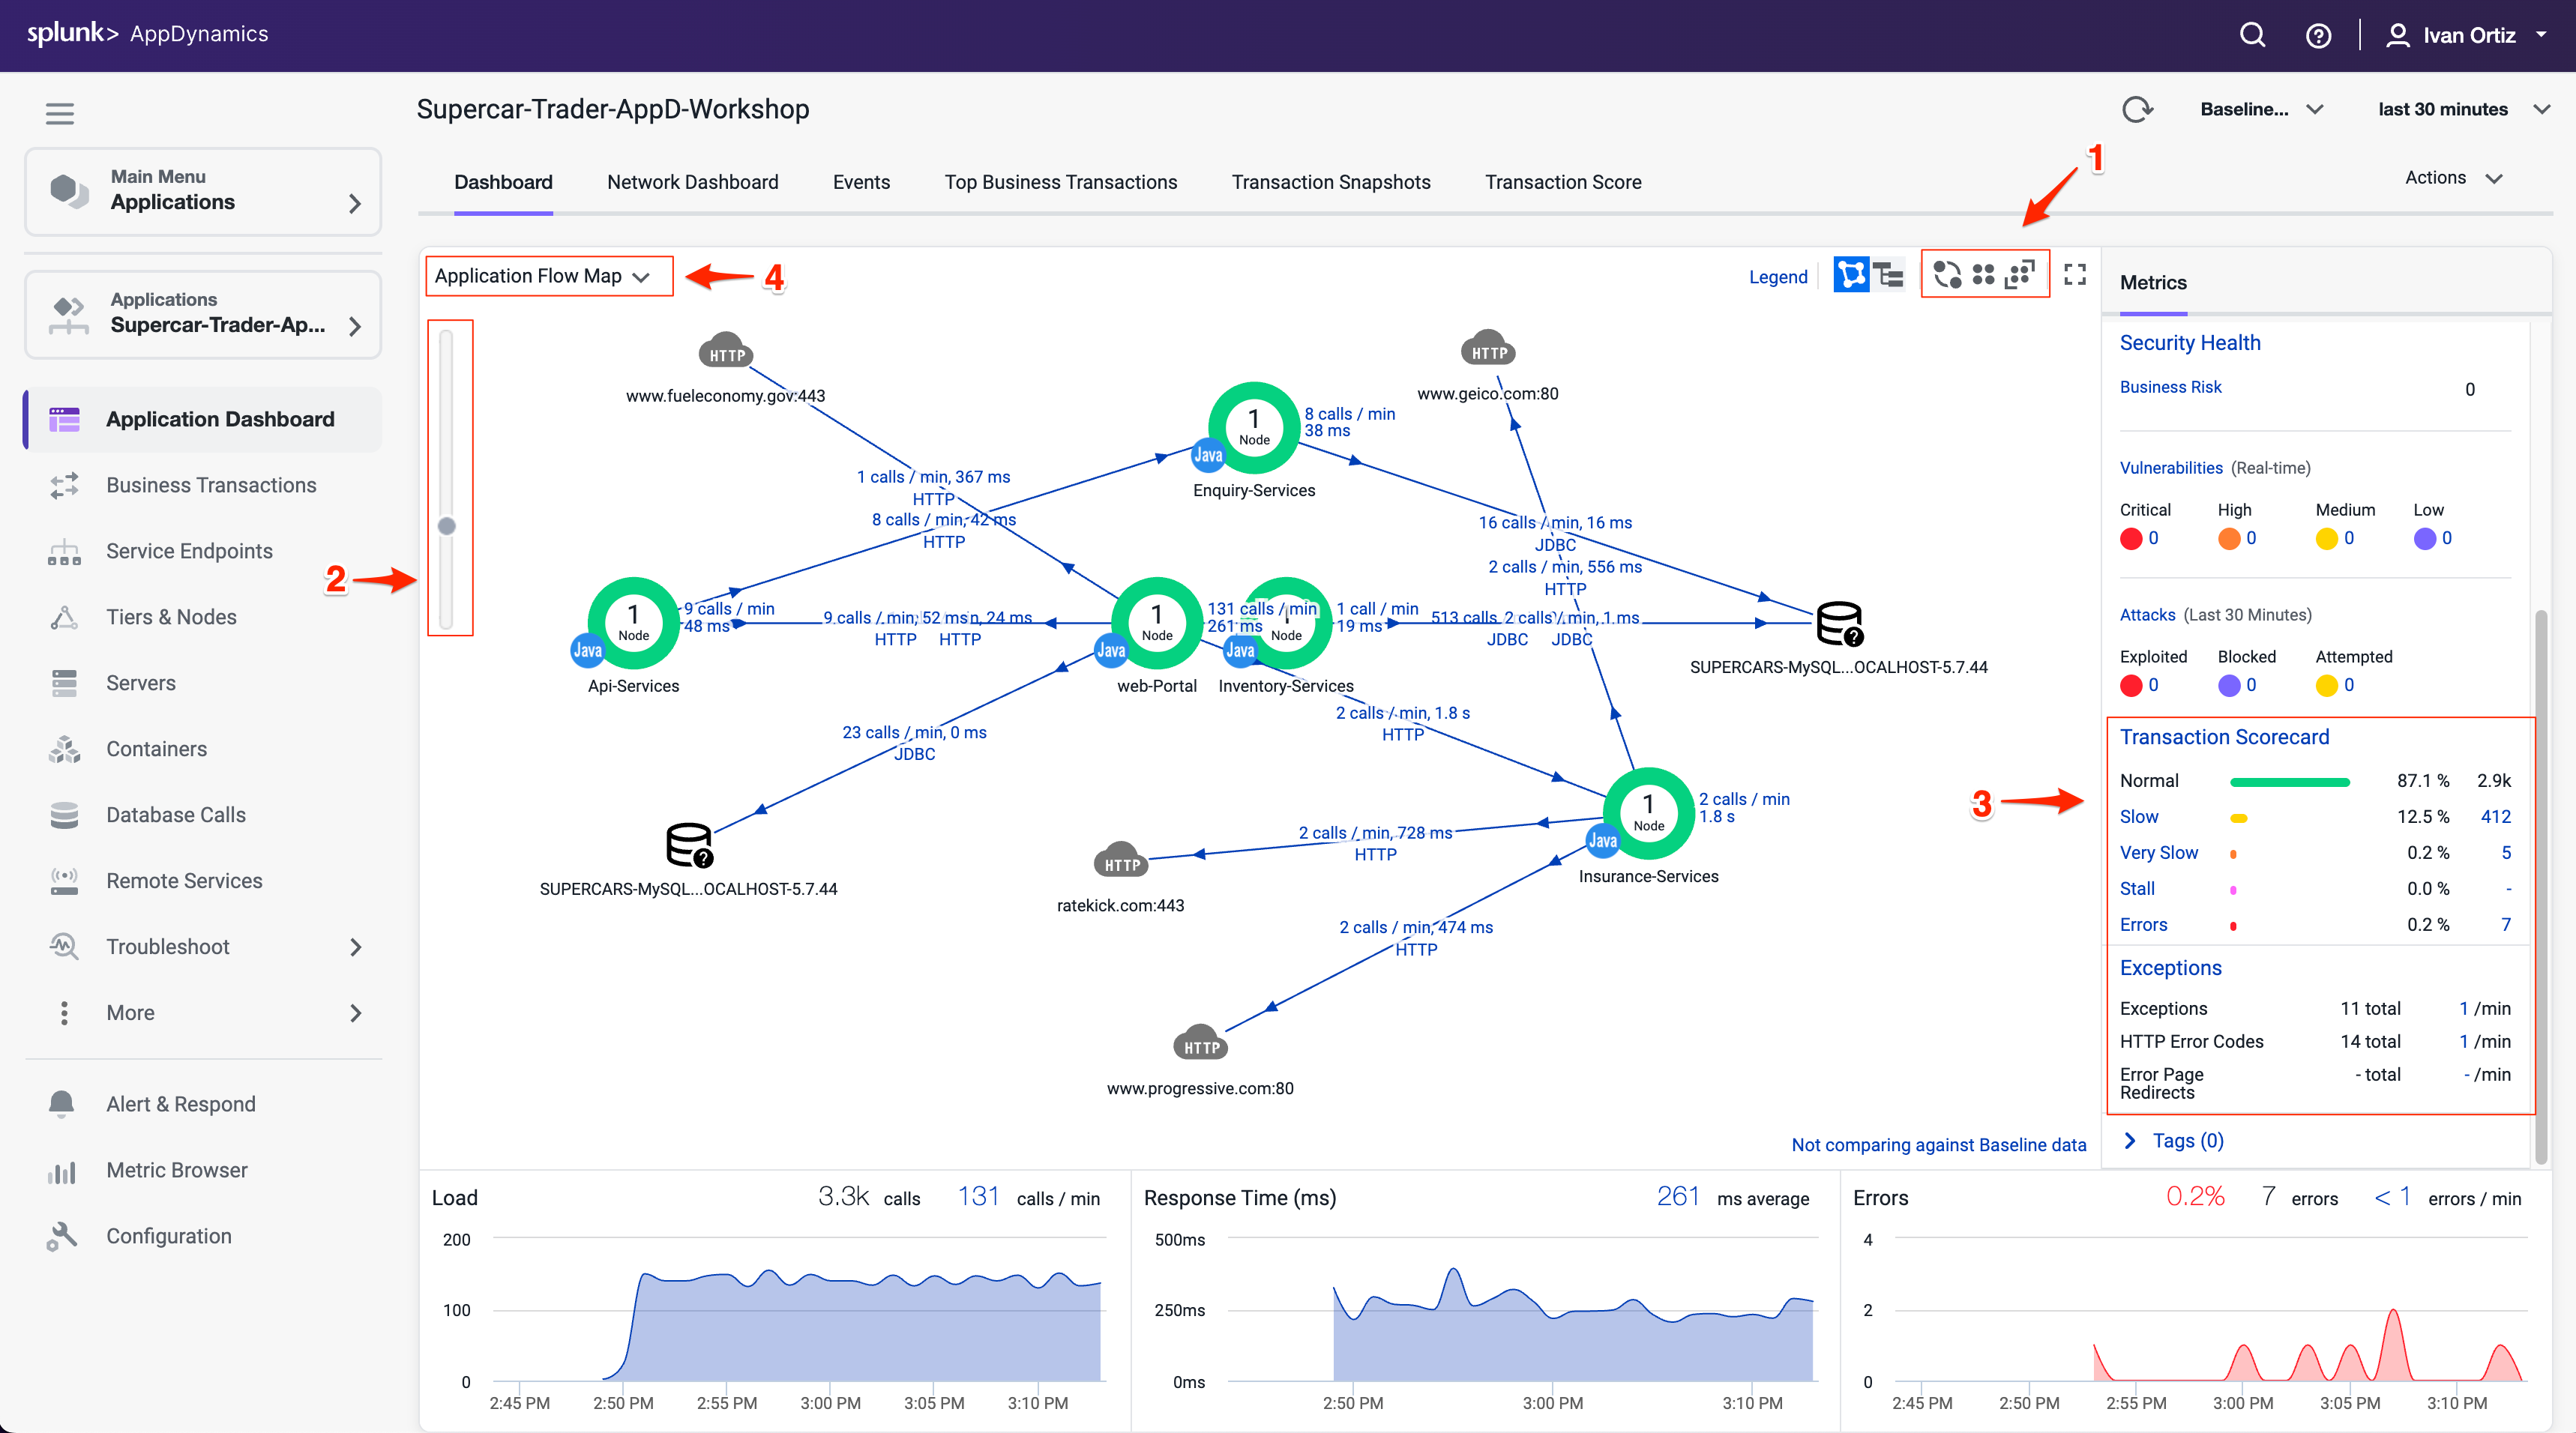 splunk> AppDynamics
Ivan Ortiz
Main Menu
Applications
Applications
Supercar-Trader-Ap...
Application Dashboard
Business Transactions
Service Endpoints
Tiers & Nodes
Servers
Containers
Database Calls
Remote Services
Troubleshoot
More
Alert & Respond
Metric Browser
Configuration
Supercar-Trader-AppD-Workshop
Baseline...
last 30 minutes
Dashboard
Network Dashboard
Events
Top Business Transactions
Transaction Snapshots
Transaction Score
Actions
1
Application Flow Map
4
Legend
2
HTTP
www.fueleconomy.gov:443
HTTP
www.geico.com:80
1
Node
Java
Enquiry-Services
8 calls / min
38 ms
1 calls / min, 367 ms
HTTP
8 calls / min, 42 ms
HTTP
16 calls / min, 16 ms
JDBC
2 calls / min, 556 ms
HTTP
1
Node
Java
Api-Services
9 calls / min
48 ms
9 calls / min, 52 ms
HTTP
24 ms
HTTP
1
Node
Java
web-Portal
131 calls / min
261 ms
Node
Java
Inventory-Services
1 call / min
19 ms
513 calls
JDBC
2 calls
1 ms
JDBC
SUPERCARS-MySQL...OCALHOST-5.7.44
2 calls / min, 1.8 s
HTTP
23 calls / min, 0 ms
JDBC
SUPERCARS-MySQL...OCALHOST-5.7.44
1
Node
Java
Insurance-Services
2 calls / min
1.8 s
2 calls / min, 728 ms
HTTP
HTTP
ratekick.com:443
2 calls / min, 474 ms
HTTP
HTTP
www.progressive.com:80
Not comparing against Baseline data
3
Metrics
Security Health
Business Risk 0
Vulnerabilities (Real-time)
Critical High Medium Low
0 0 0 0
Attacks (Last 30 Minutes)
Exploited Blocked Attempted
0 0 0
Transaction Scorecard
Normal 87.1 % 2.9k
Slow 12.5 % 412
Very Slow 0.2 % 5
Stall 0.0 % -
Errors 0.2 % 7
Exceptions
Exceptions 11 total 1 /min
HTTP Error Codes 14 total 1 /min
Error Page Redirects - total - /min
Tags (0)
Load 3.3k calls 131 calls / min
200
100
0
2:45 PM 2:50 PM 2:55 PM 3:00 PM 3:05 PM 3:10 PM
Response Time (ms) 261 ms average
500ms
250ms
0ms
2:50 PM 3:00 PM 3:10 PM
Errors 0.2% 7 errors < 1 errors / min
4
2
0
2:45 PM 2:50 PM 2:55 PM 3:00 PM 3:05 PM 3:10 PM